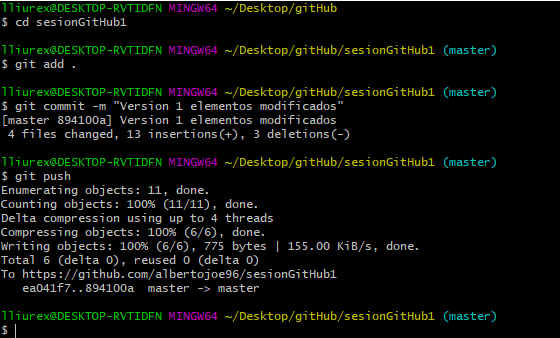 lliurex@DESKTOP-RVTIDFN MINGW64 ~/Desktop/gitHub
$ cd sesionGitHub1
lliurex@DESKTOP-RVTIDFN MINGW64 ~/Desktop/gitHub/sesionGitHub1 (master)
$ git add .
lliurex@DESKTOP-RVTIDFN MINGW64 ~/Desktop/gitHub/sesionGitHub1 (master)
$ git commit -m "Version 1 elementos modificados"
[master 894100a] Version 1 elementos modificados
 4 files changed, 13 insertions(+), 3 deletions(-)
lliurex@DESKTOP-RVTIDFN MINGW64 ~/Desktop/gitHub/sesionGitHub1 (master)
$ git push
Enumerating objects: 11, done.
Counting objects: 100% (11/11), done.
Delta compression using up to 4 threads
Compressing objects: 100% (6/6), done.
Writing objects: 100% (6/6), 775 bytes | 155.00 KiB/s, done.
Total 6 (delta 0), reused 0 (delta 0)
To https://github.com/albertojoe96/sesionGitHub1
   ea041f7..894100a  master -> master
lliurex@DESKTOP-RVTIDFN MINGW64 ~/Desktop/gitHub/sesionGitHub1 (master)
$